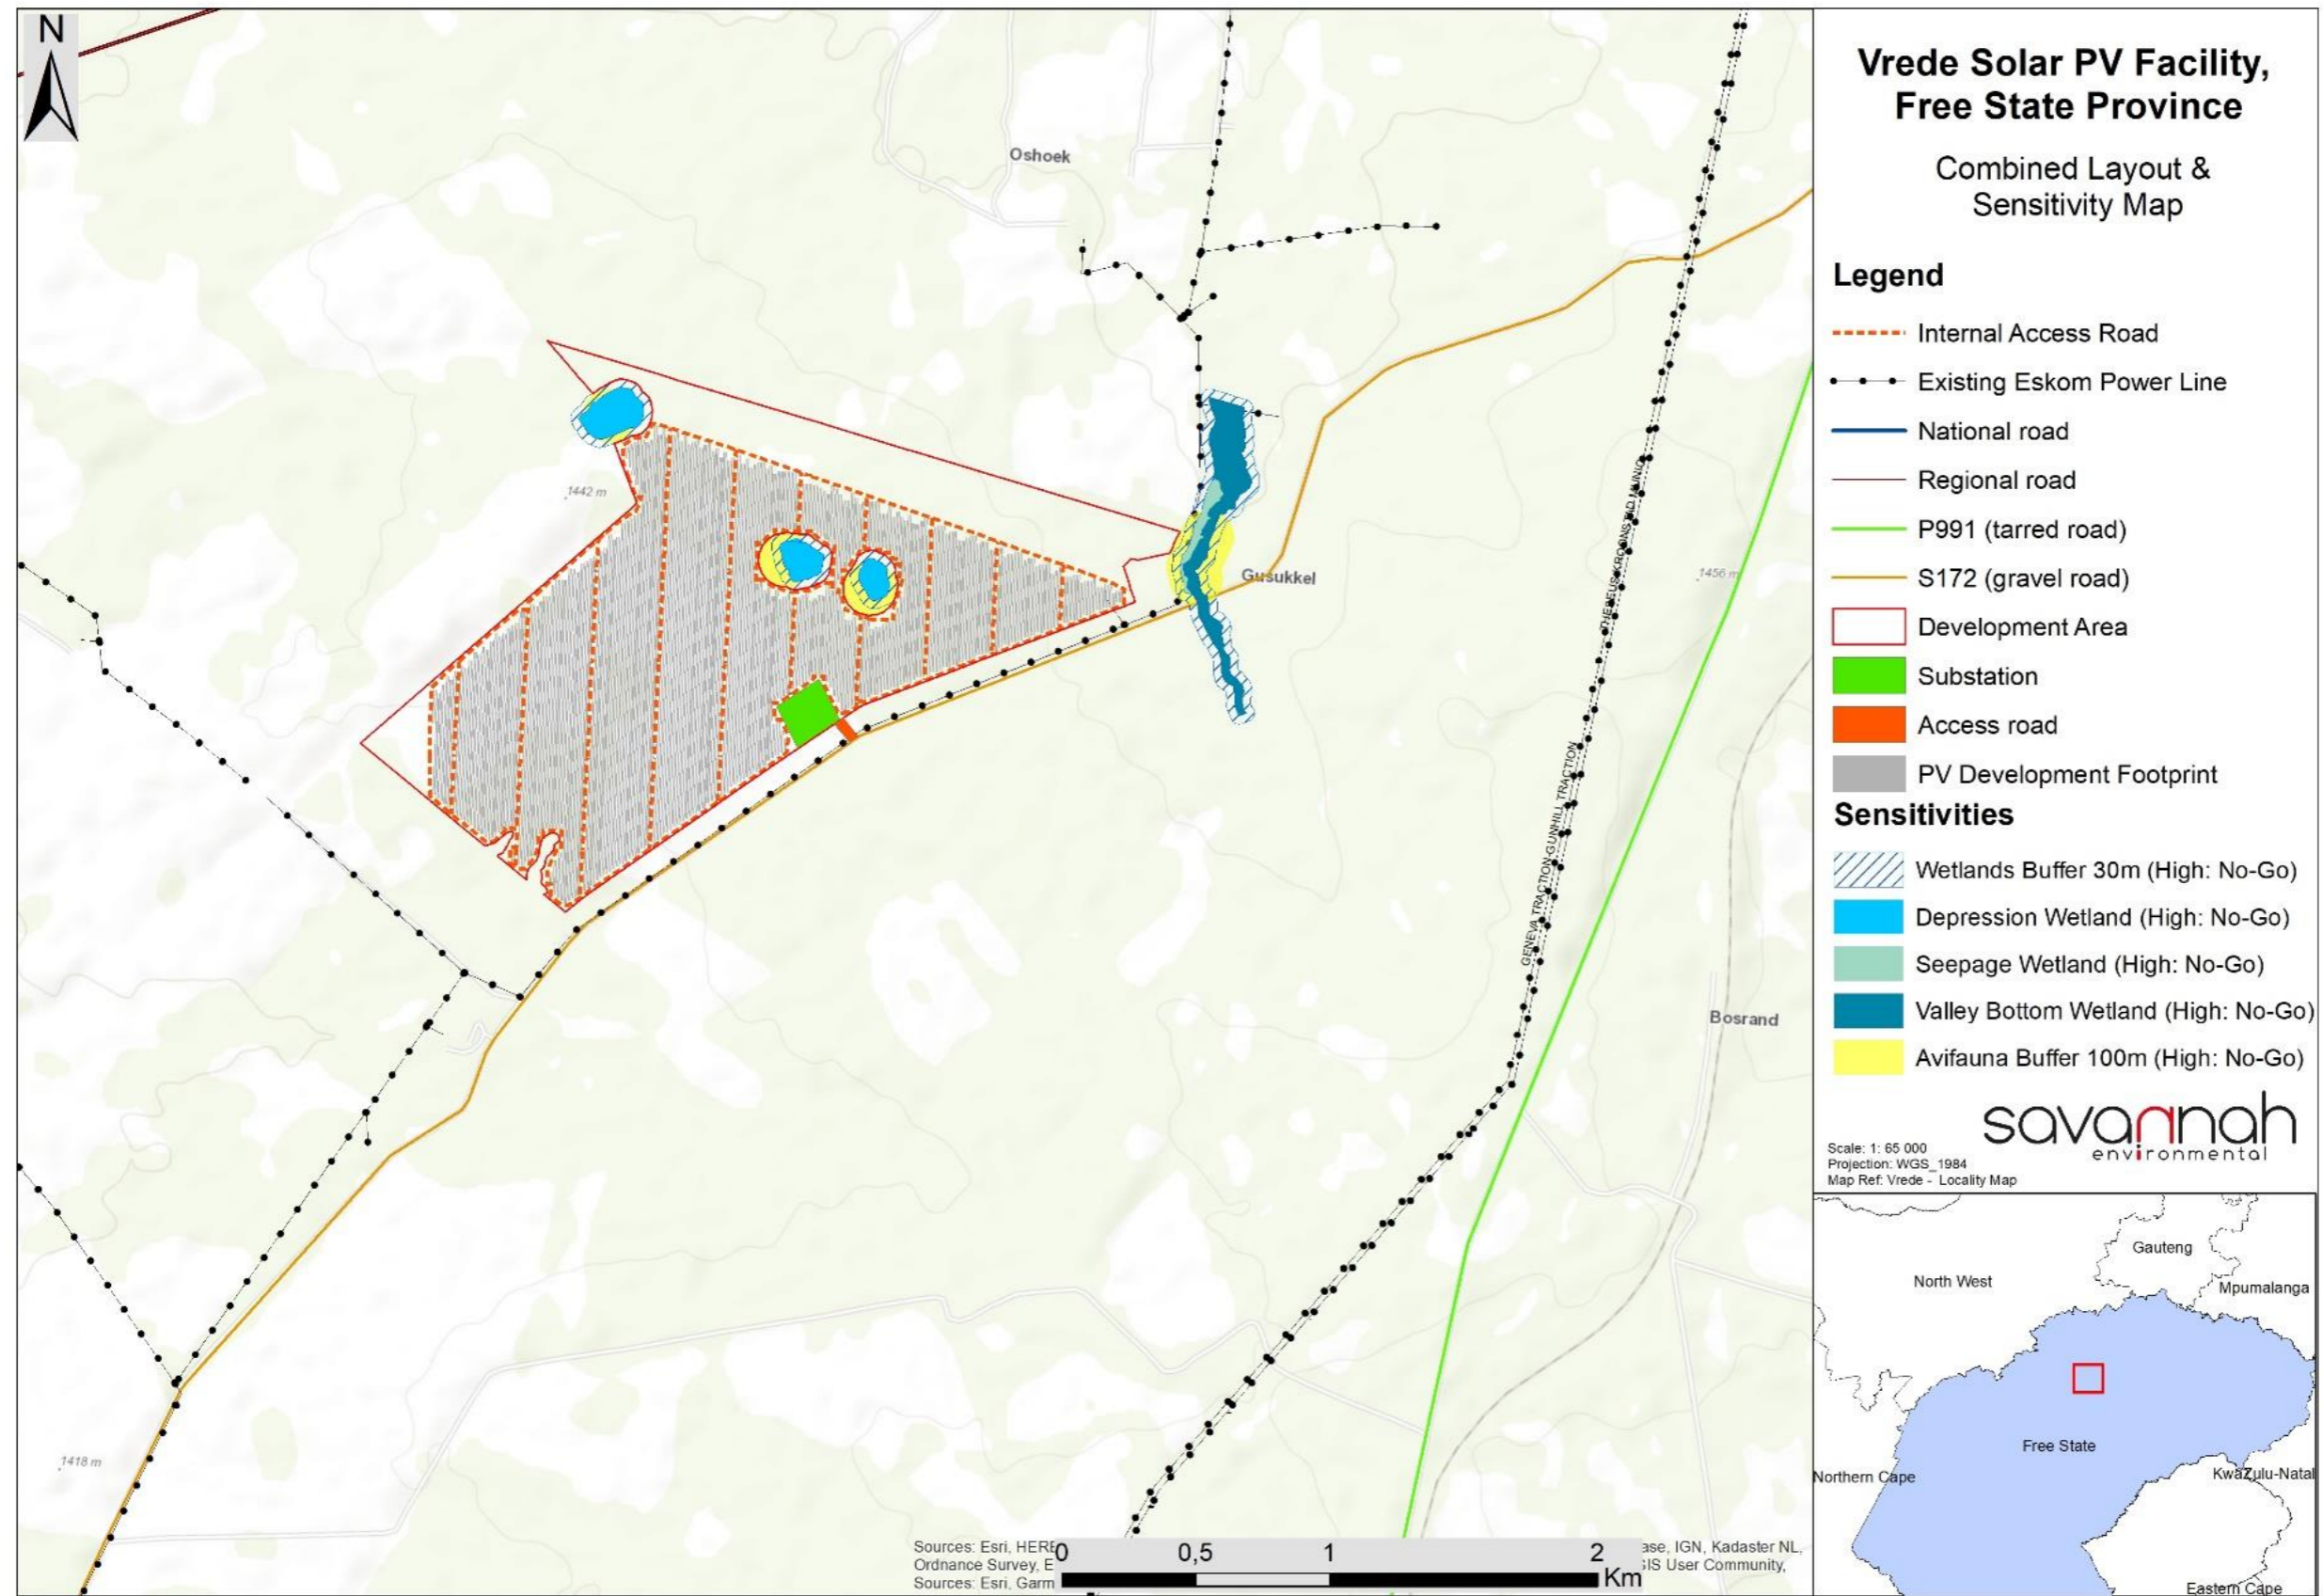 N
Oshoek
1442 m
Gusukkel
1456 m
GENEVA TRACTION-GUNHILL TRACTION
Bosrand
1418 m
Sources: Esri, HERE
Ordnance Survey, E
Sources: Esri, Garm
ase, IGN, Kadaster NL,
GIS User Community,
0 0,5 1 2
Km
Vrede Solar PV Facility,
Free State Province
Combined Layout &
Sensitivity Map
Legend
Internal Access Road
Existing Eskom Power Line
National road
Regional road
P991 (tarred road)
S172 (gravel road)
Development Area
Substation
Access road
PV Development Footprint
Sensitivities
Wetlands Buffer 30m (High: No-Go)
Depression Wetland (High: No-Go)
Seepage Wetland (High: No-Go)
Valley Bottom Wetland (High: No-Go)
Avifauna Buffer 100m (High: No-Go)
savannah
environmental
Scale: 1: 65 000
Projection: WGS_1984
Map Ref: Vrede - Locality Map
Gauteng
North West
Mpumalanga
Free State
Northern Cape
KwaZulu-Natal
Eastern Cape